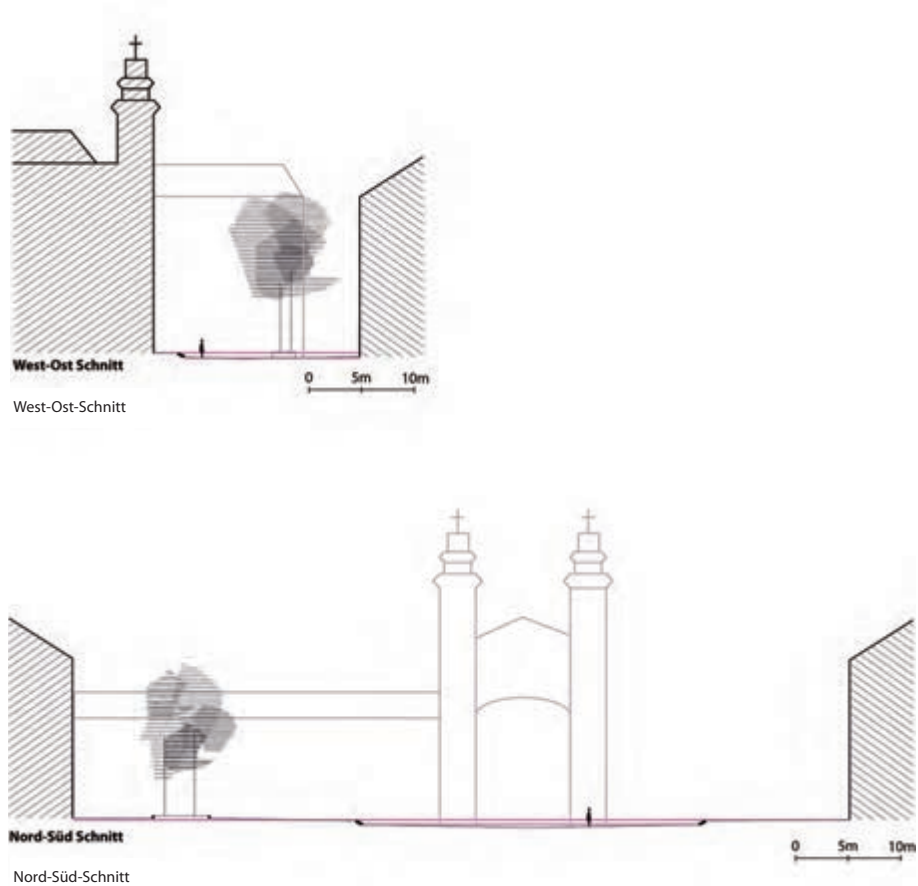 West-Ost Schnitt
0 5m 10m
West-Ost-Schnitt
Nord-Süd Schnitt
0 5m 10m
Nord-Süd-Schnitt